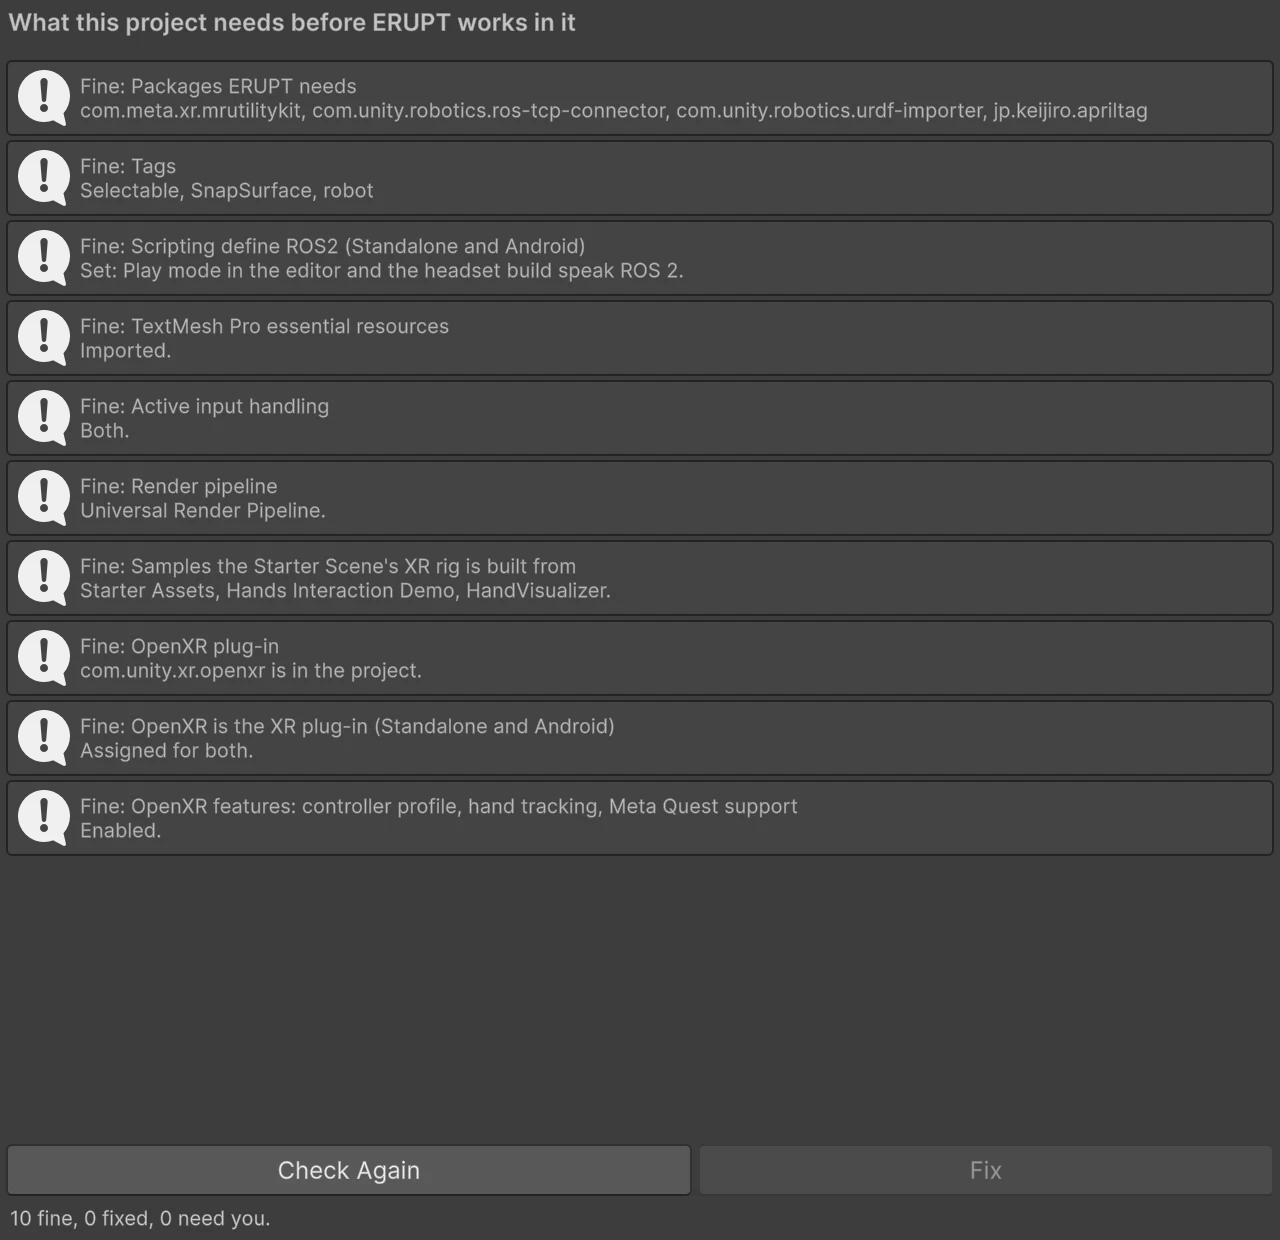 What this project needs before ERUPT works in it
Fine: Packages ERUPT needs
com.meta.xr.mrutilitykit, com.unity.robotics.ros-tcp-connector, com.unity.robotics.urdf-importer, jp.keijiro.apriltag
Fine: Tags
Selectable, SnapSurface, robot
Fine: Scripting define ROS2 (Standalone and Android)
Set: Play mode in the editor and the headset build speak ROS 2.
Fine: TextMesh Pro essential resources
Imported.
Fine: Active input handling
Both.
Fine: Render pipeline
Universal Render Pipeline.
Fine: Samples the Starter Scene's XR rig is built from
Starter Assets, Hands Interaction Demo, HandVisualizer.
Fine: OpenXR plug-in
com.unity.xr.openxr is in the project.
Fine: OpenXR is the XR plug-in (Standalone and Android)
Assigned for both.
Fine: OpenXR features: controller profile, hand tracking, Meta Quest support
Enabled.
Check Again
Fix
10 fine, 0 fixed, 0 need you.